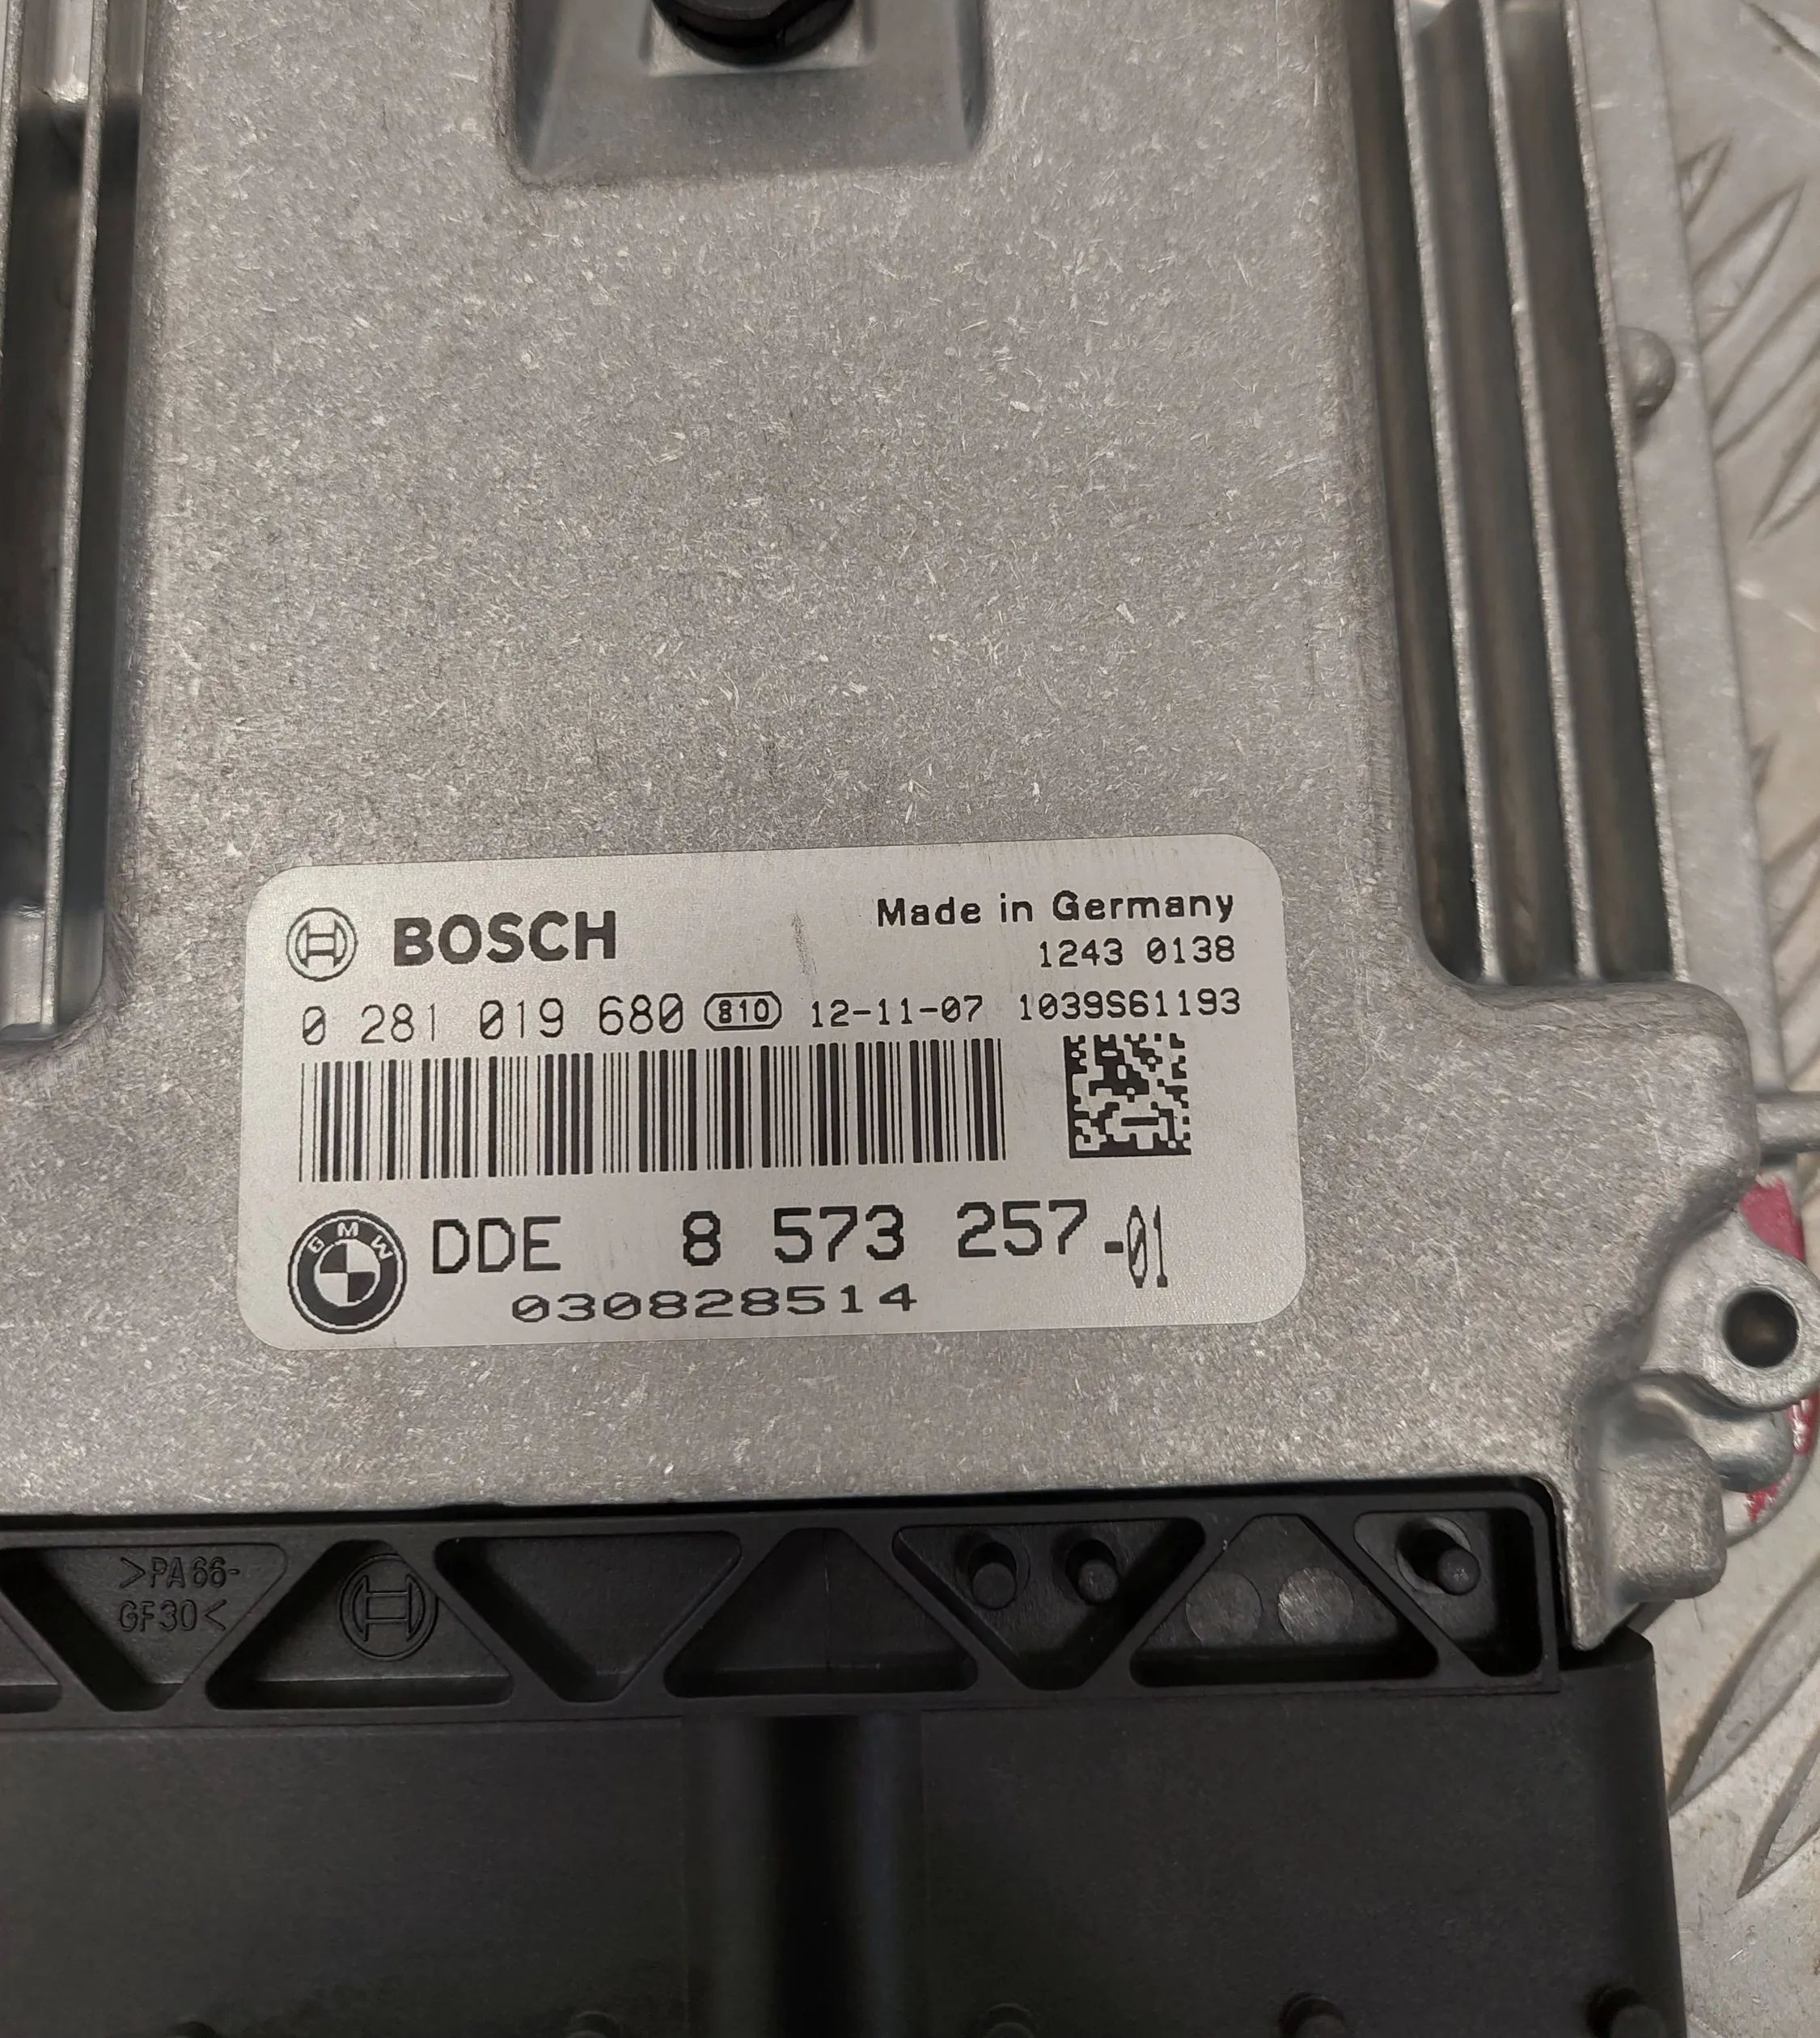 BOSCH
Made in Germany
1243 0138
0 281 019 680 810 12-11-07 1039S61193
BMW DDE 8 573 257-01
030828514
>PA66-
GF30<